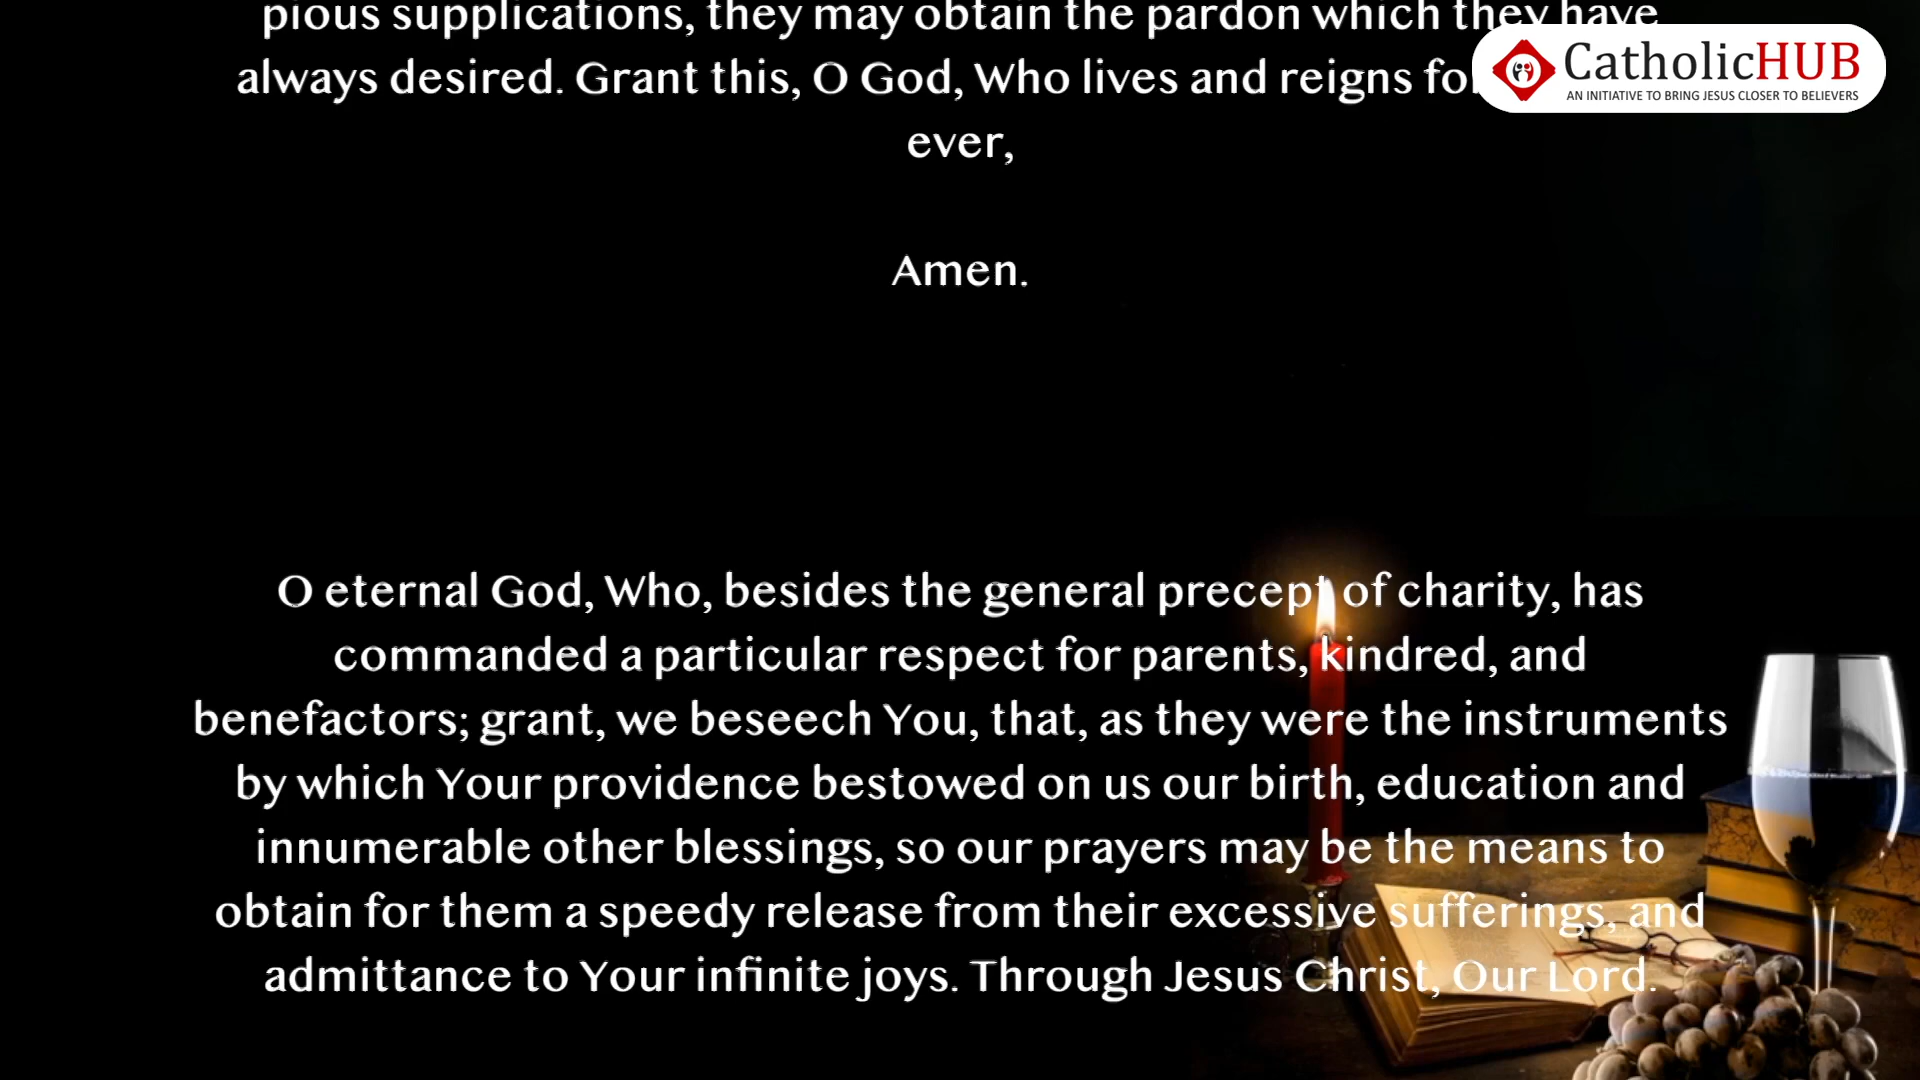 pious supplications, they may obtain the pardon which they have
always desired. Grant this, O God, Who lives and reigns
ever,
Amen.
O eternal God, Who, besides the general precept of charity, has
commanded a particular respect for parents, kindred, and
benefactors; grant, we beseech You, that, as they were the instruments
by which Your providence bestowed on us our birth, education and
innumerable other blessings, so our prayers may be the means to
obtain for them a speedy release from their excessive sufferings, and
admittance to Your infinite joys. Through Jesus Christ, Our Lord.
CatholicHUB
AN INITIATIVE TO BRING JESUS CLOSER TO BELIEVERS